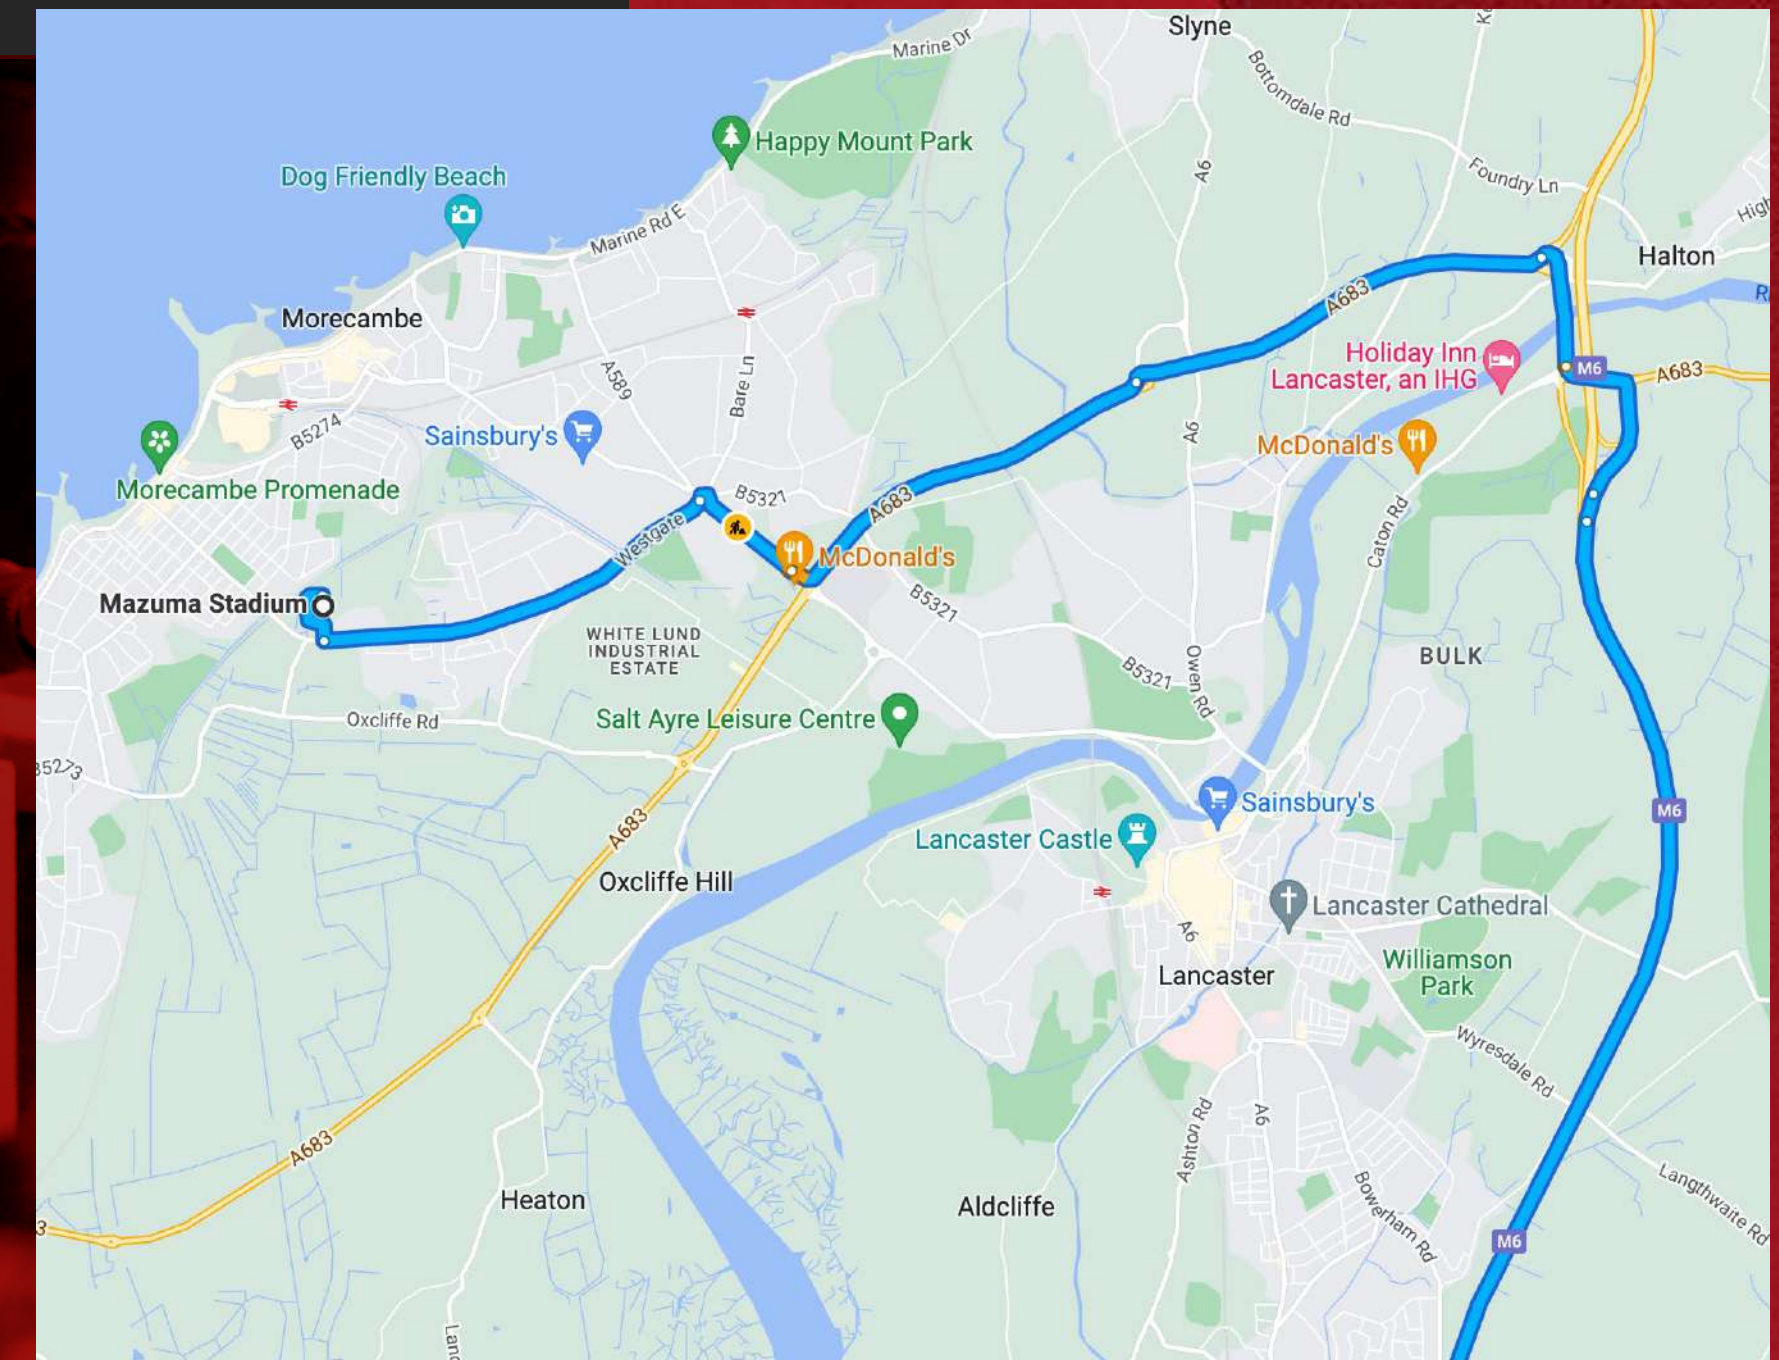 Slyne
Marine Dr
Bottomdale Rd
A6
Happy Mount Park
Foundry Ln
Dog Friendly Beach
Marine Rd E
Halton
A683
Morecambe
Holiday Inn
Lancaster, an IHG
M6
A683
A589
Bare Ln
B5274
Sainsbury's
A6
McDonald's
Morecambe Promenade
B5321
A683
Westgate
Caton Rd
McDonald's
Mazuma Stadium
B5321
WHITE LUND
INDUSTRIAL
ESTATE
BULK
B5321
Owen Rd
Oxcliffe Rd
Salt Ayre Leisure Centre
B5273
Sainsbury's
M6
A683
Lancaster Castle
Oxcliffe Hill
Lancaster Cathedral
A6
Williamson
Park
Lancaster
Wyresdale Rd
A683
Ashton Rd
A6
Heaton
Aldcliffe
Bowerham Rd
Langthwaite Rd
3
M6